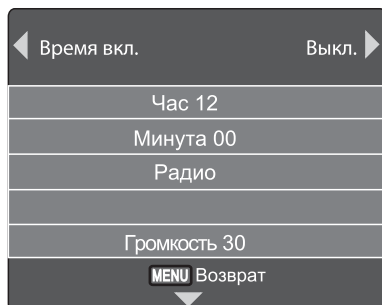 Время вкл. Выкл.
Час 12
Минута 00
Радио
Громкость 30
MENU Возврат